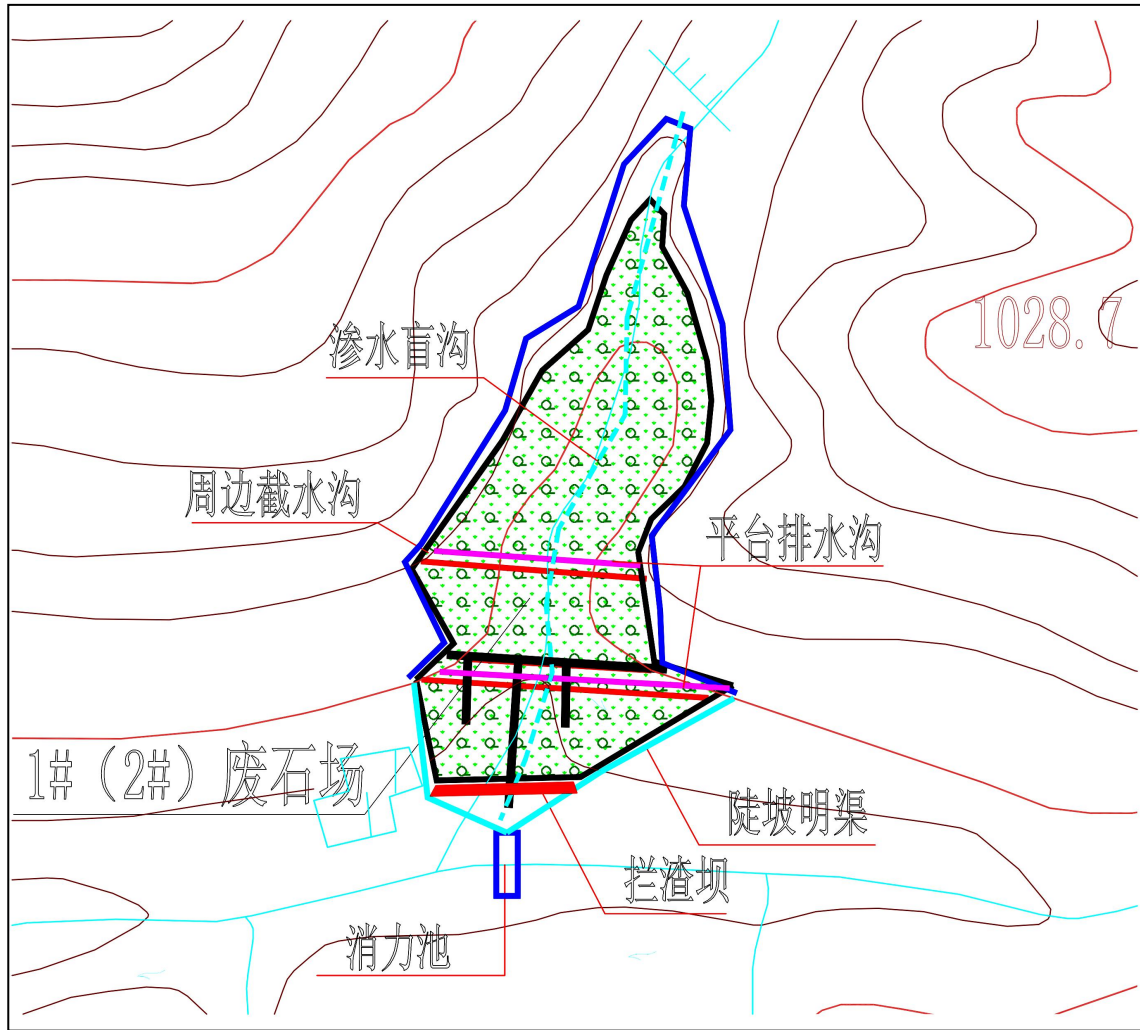 1028.7
渗水盲沟
周边截水沟
平台排水沟
1#（2#）废石场
陡坡明渠
拦渣坝
消力池